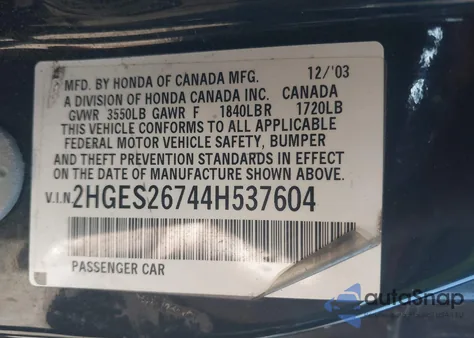 MFD. BY HONDA OF CANADA MFG. 12/'03
A DIVISION OF HONDA CANADA INC. CANADA
GVWR 3550LB GAWR F 1840LBR 1720LB
THIS VEHICLE CONFORMS TO ALL APPLICABLE
FEDERAL MOTOR VEHICLE SAFETY, BUMPER
AND THEFT PREVENTION STANDARDS IN EFFECT
ON THE DATE OF MANUFACTURE SHOWN ABOVE.
V.I.N. 2HGES26744H537604
PASSENGER CAR
autoSnap